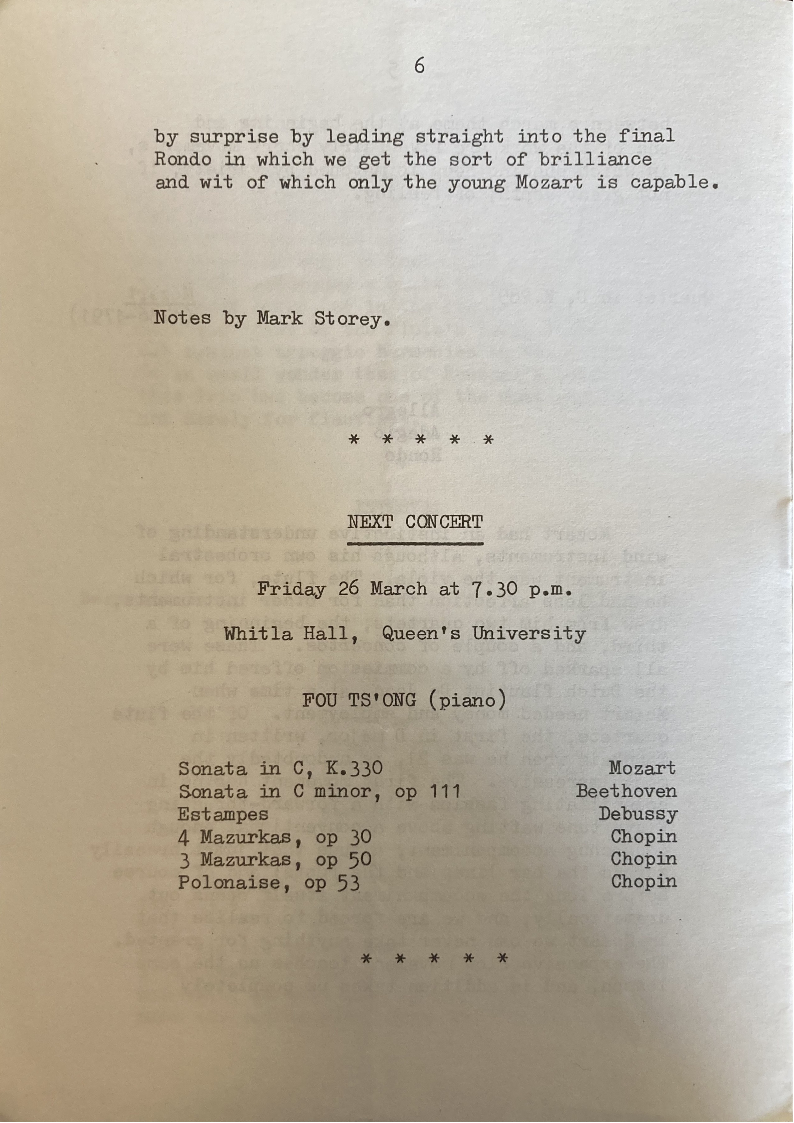 6
by surprise by leading straight into the final
Rondo in which we get the sort of brilliance
and wit of which only the young Mozart is capable.
Notes by Mark Storey.
* * * * *
NEXT CONCERT
Friday 26 March at 7.30 p.m.
Whitla Hall, Queen's University
FOU TS'ONG (piano)
Sonata in C, K.330 Mozart
Sonata in C minor, op 111 Beethoven
Estampes Debussy
4 Mazurkas, op 30 Chopin
3 Mazurkas, op 50 Chopin
Polonaise, op 53 Chopin
* * * * *